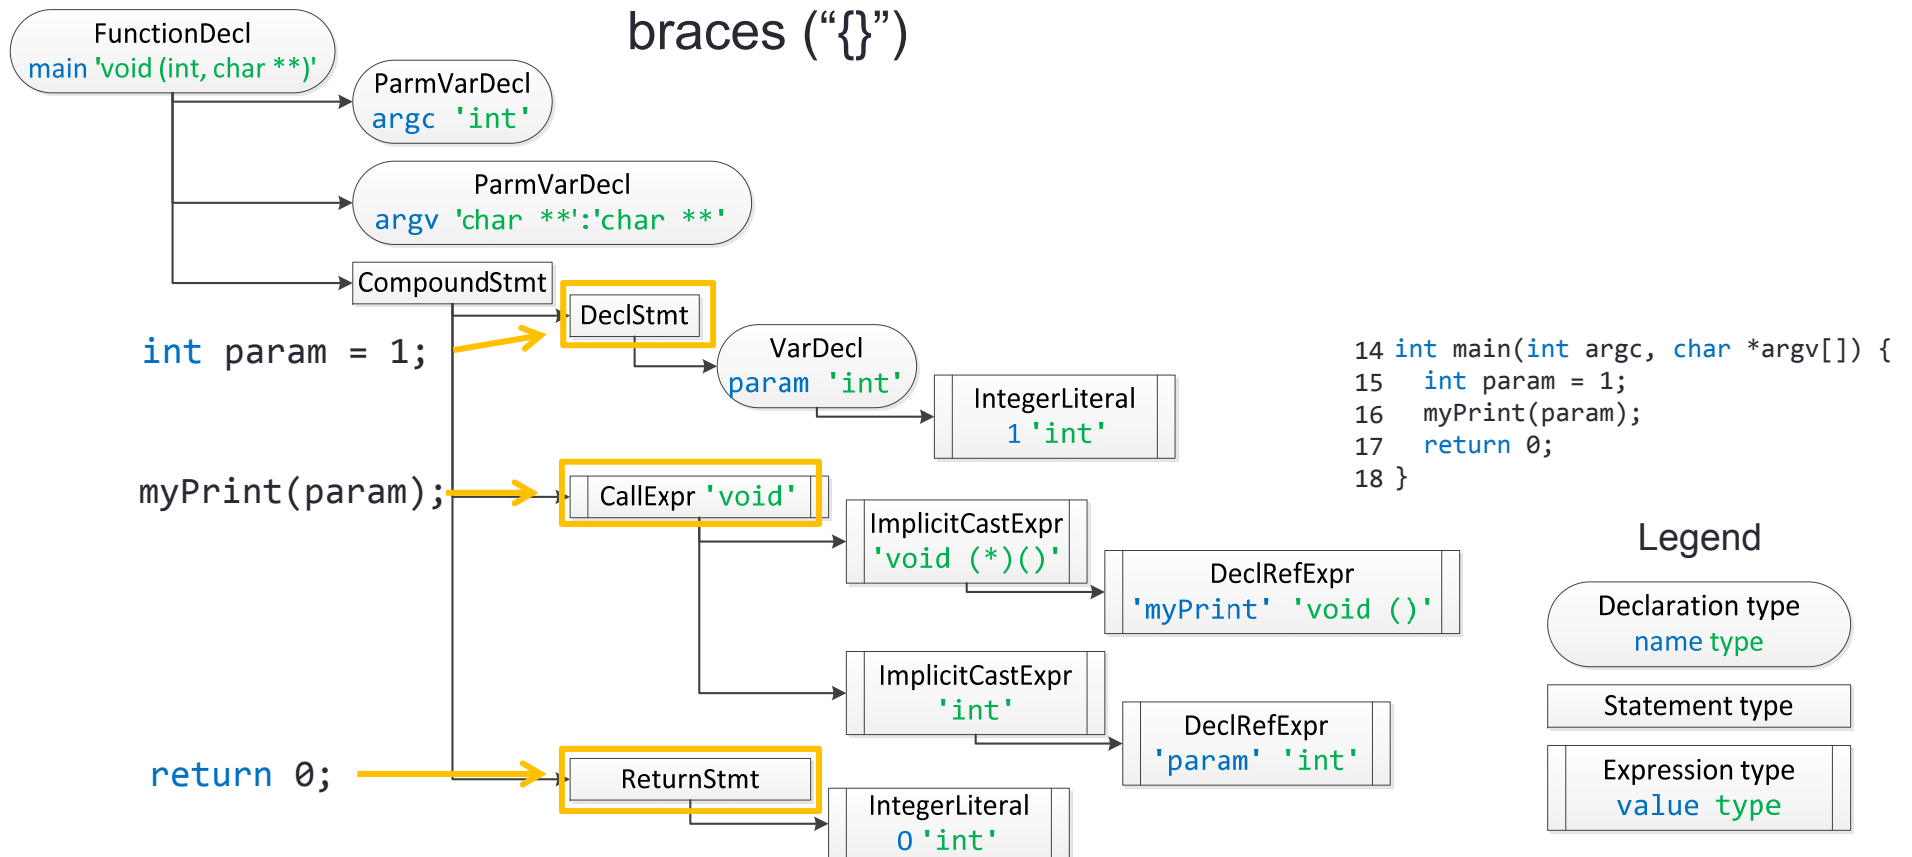 braces (“{}”)
FunctionDecl
main 'void (int, char **)'
ParmVarDecl
argc 'int'
ParmVarDecl
argv 'char **':'char **'
CompoundStmt
DeclStmt
int param = 1;
VarDecl
param 'int'
IntegerLiteral
1 'int'
myPrint(param);
CallExpr 'void'
ImplicitCastExpr
'void (*)()'
DeclRefExpr
'myPrint' 'void ()'
ImplicitCastExpr
'int'
DeclRefExpr
'param' 'int'
return 0;
ReturnStmt
IntegerLiteral
0 'int'
14 int main(int argc, char *argv[]) {
15 int param = 1;
16 myPrint(param);
17 return 0;
18 }
Legend
Declaration type
name type
Statement type
Expression type
value type